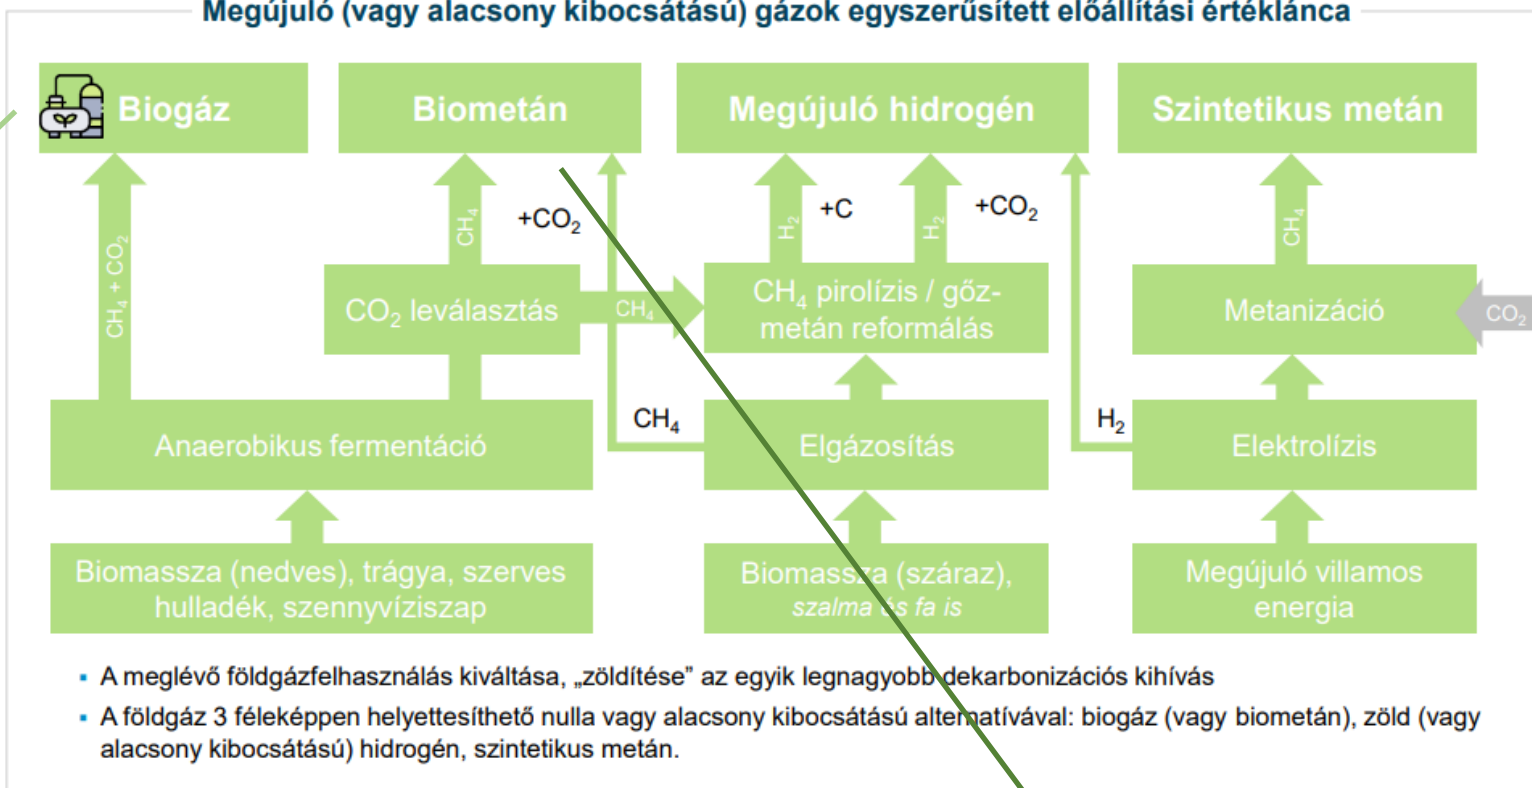 Megújuló (vagy alacsony kibocsátású) gázok egyszerűsített előállítási értéklánca
Biogáz
Biometán
Megújuló hidrogén
Szintetikus metán
CH₄ + CO₂
CH₄
+CO₂
H₂
+C
H₂
+CO₂
CH₄
CO₂ leválasztás
CH₄
CH₄ pirolízis / gőz-
metán reformálás
Metanizáció
CO₂
Anaerobikus fermentáció
CH₄
Elgázosítás
H₂
Elektrolízis
Biomassza (nedves), trágya, szerves
hulladék, szennyvíziszap
Biomassza (száraz),
szalma és fa is
Megújuló villamos
energia
▪ A meglévő földgázfelhasználás kiváltása, „zöldítése” az egyik legnagyobb dekarbonizációs kihívás
▪ A földgáz 3 féleképpen helyettesíthető nulla vagy alacsony kibocsátású alternatívával: biogáz (vagy biometán), zöld (vagy
alacsony kibocsátású) hidrogén, szintetikus metán.